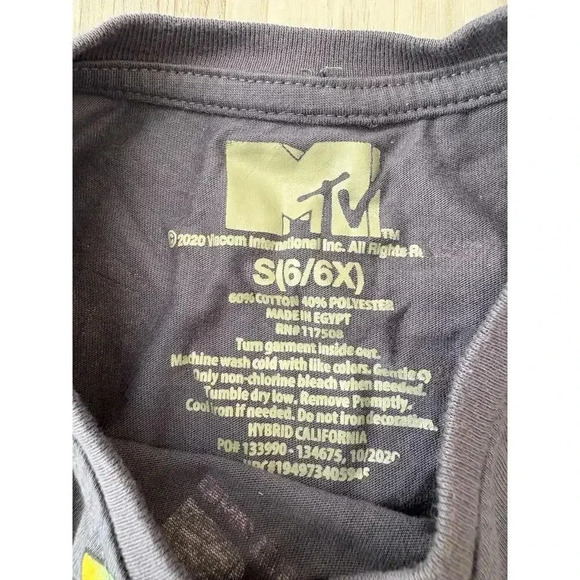 MTV TM
© 2020 Viacom International Inc. All Rights Re
S(6/6X)
60% COTTON 40% POLYESTER
MADE IN EGYPT
RN# 117508
Turn garment inside out.
Machine wash cold with like colors. Gentle Cy
Only non-chlorine bleach when needed.
Tumble dry low. Remove Promptly.
Cool iron if needed. Do not iron decoration.
HYBRID CALIFORNIA
PO# 133990 - 134675, 10/2020